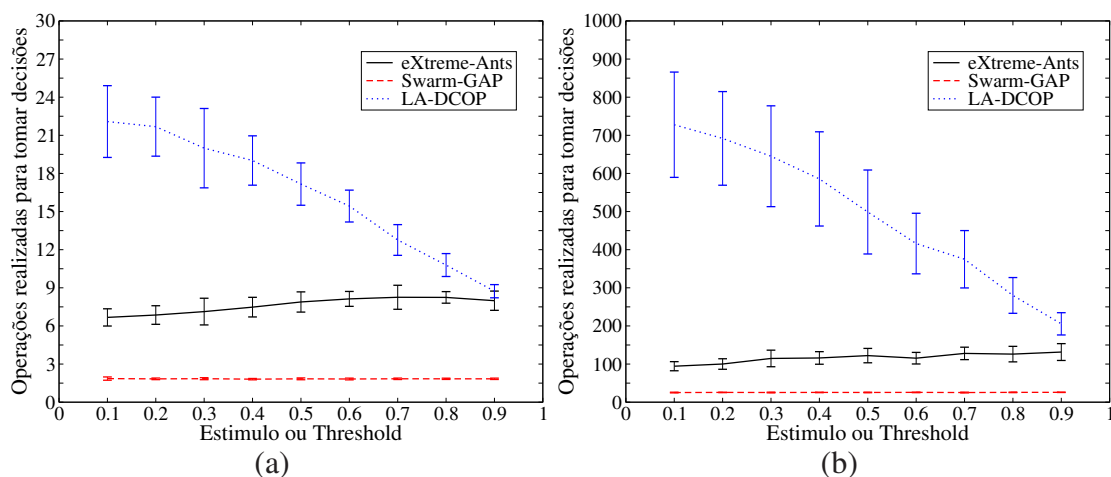 30
27
24
21
18
15
12
9
6
3
0
Operações realizadas para tomar decisões
eXtreme-Ants
Swarm-GAP
LA-DCOP
0 0.1 0.2 0.3 0.4 0.5 0.6 0.7 0.8 0.9 1
Estimulo ou Threshold
(a)
1000
900
800
700
600
500
400
300
200
100
0
Operações realizadas para tomar decisões
eXtreme-Ants
Swarm-GAP
LA-DCOP
0 0.1 0.2 0.3 0.4 0.5 0.6 0.7 0.8 0.9 1
Estimulo ou Threshold
(b)